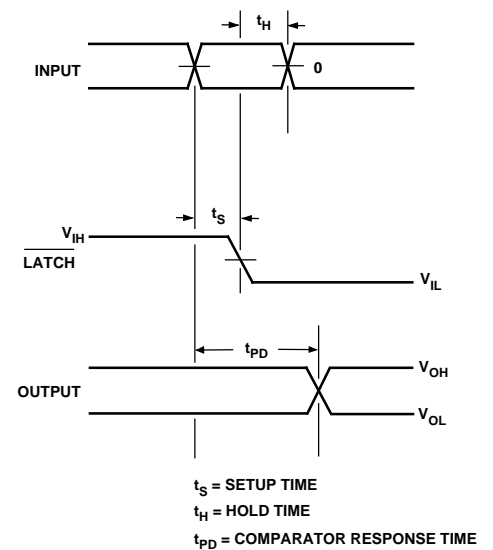 tH
INPUT
0
tS
VIH
LATCH
VIL
tPD
VOH
OUTPUT
VOL
tS = SETUP TIME
tH = HOLD TIME
tPD = COMPARATOR RESPONSE TIME